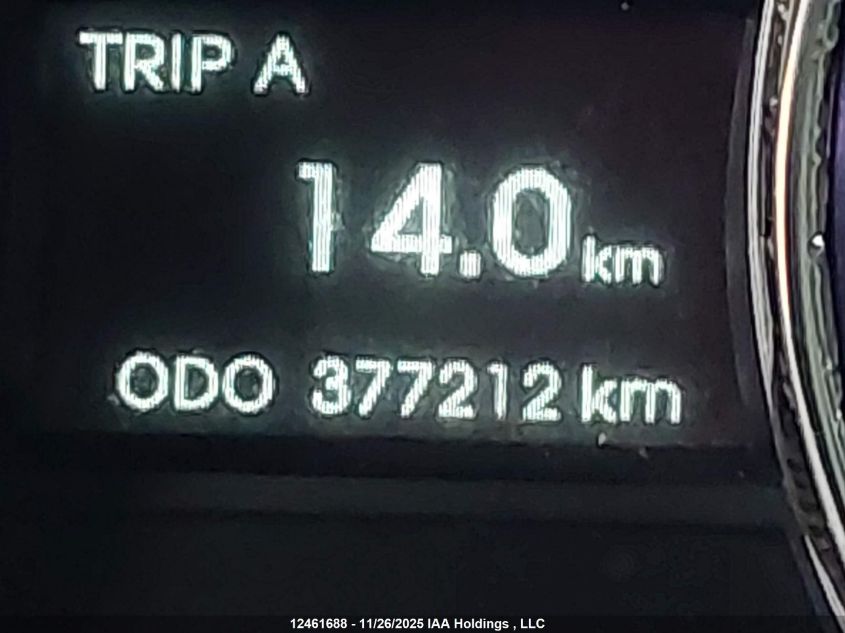 TRIP A
14.0 km
ODO 377212 km
12461688 - 11/26/2025 IAA Holdings , LLC